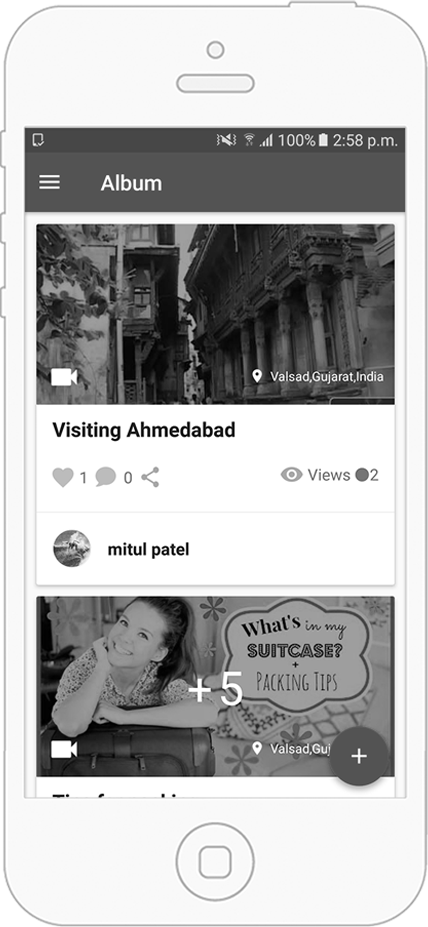 100% 2:58 p.m.
Album
Valsad,Gujarat,India
Visiting Ahmedabad
1 0 Views 2
mitul patel
What's in my
SUITCASE?
+
PACKING TIPS
+5
Valsad,Guj
+